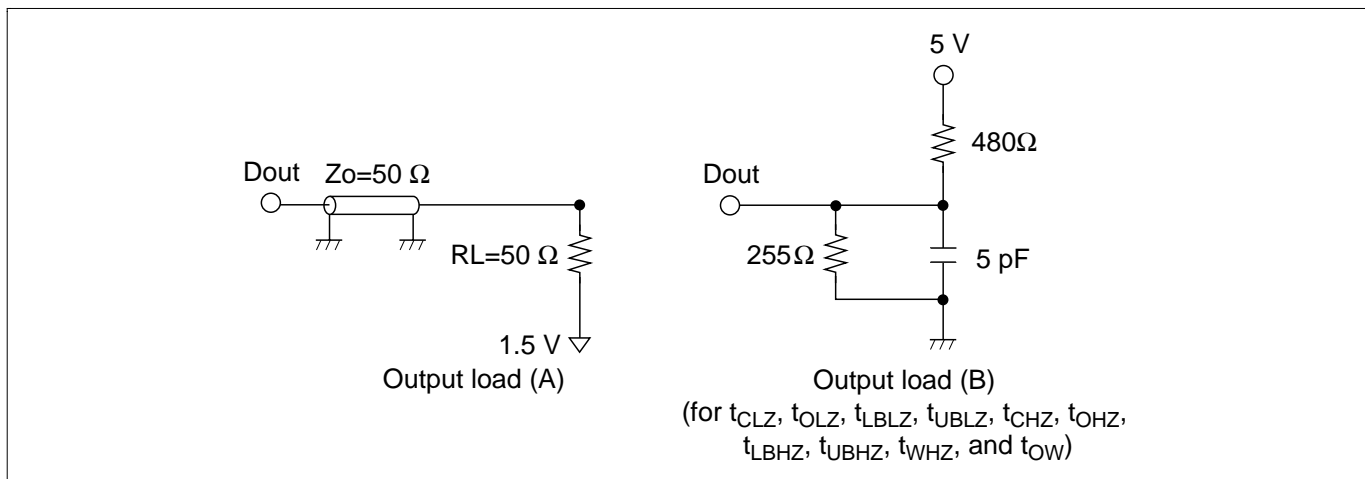 Dout
Zo=50 Ω
RL=50 Ω
1.5 V
Output load (A)
5 V
480Ω
Dout
255Ω
5 pF
Output load (B)
(for tCLZ, tOLZ, tLBLZ, tUBLZ, tCHZ, tOHZ,
tLBHZ, tUBHZ, tWHZ, and tOW)